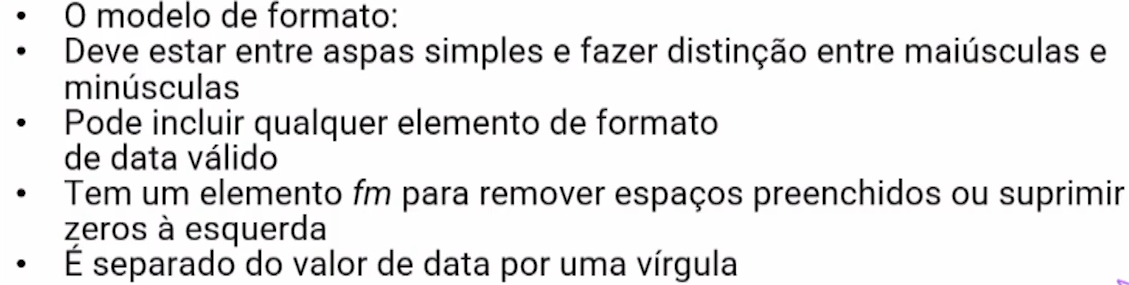 • O modelo de formato:
• Deve estar entre aspas simples e fazer distinção entre maiúsculas e
minúsculas
• Pode incluir qualquer elemento de formato
de data válido
• Tem um elemento fm para remover espaços preenchidos ou suprimir
zeros à esquerda
• É separado do valor de data por uma vírgula